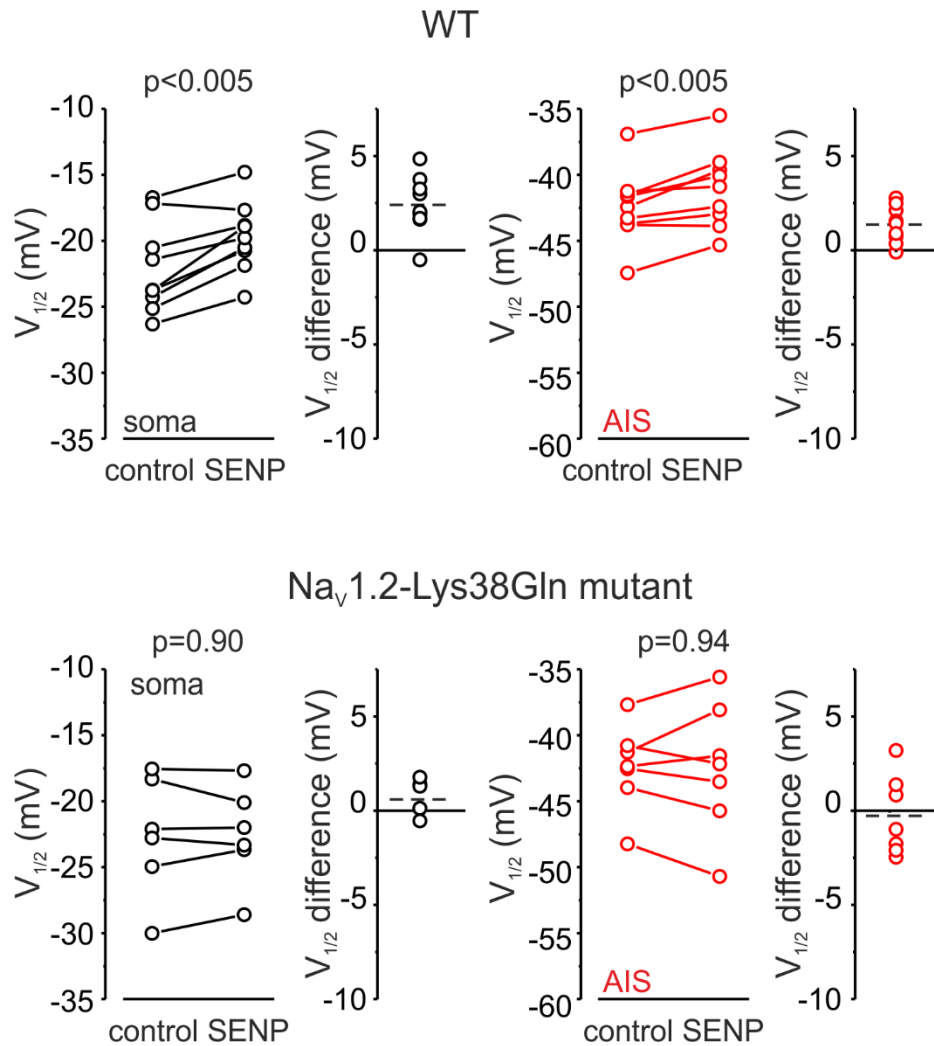 WT
p<0.005
p<0.005
-10
-15
-20
-25
-30
-35
V1/2 (mV)
soma
control SENP
5
0
-5
-10
V1/2 difference (mV)
-35
-40
-45
-50
-55
-60
V1/2 (mV)
AIS
control SENP
5
0
-5
-10
V1/2 difference (mV)
NaV1.2-Lys38Gln mutant
p=0.90
p=0.94
-10
-15
-20
-25
-30
-35
V1/2 (mV)
soma
control SENP
5
0
-5
-10
V1/2 difference (mV)
-35
-40
-45
-50
-55
-60
V1/2 (mV)
AIS
control SENP
5
0
-5
-10
V1/2 difference (mV)